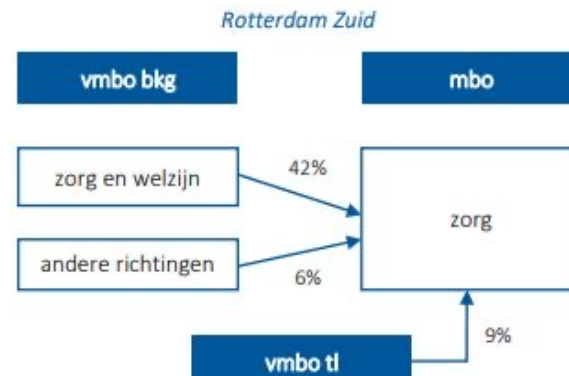 Rotterdam Zuid
vmbo bkg
mbo
zorg en welzijn
42%
zorg
andere richtingen
6%
9%
vmbo tl